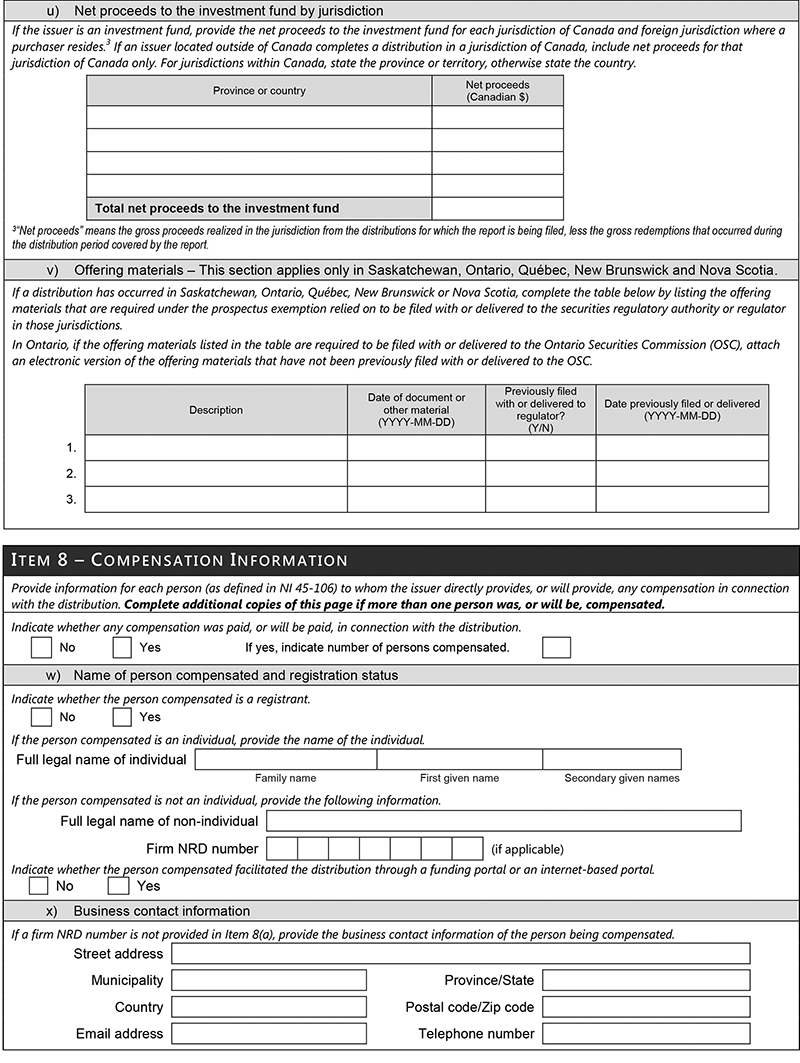 u) Net proceeds to the investment fund by jurisdiction
If the issuer is an investment fund, provide the net proceeds to the investment fund for each jurisdiction of Canada and foreign jurisdiction where a
purchaser resides.³ If an issuer located outside of Canada completes a distribution in a jurisdiction of Canada, include net proceeds for that
jurisdiction of Canada only. For jurisdictions within Canada, state the province or territory, otherwise state the country.
Province or country
Net proceeds
(Canadian $)
Total net proceeds to the investment fund
³"Net proceeds" means the gross proceeds realized in the jurisdiction from the distributions for which the report is being filed, less the gross redemptions that occurred during
the distribution period covered by the report.
v) Offering materials – This section applies only in Saskatchewan, Ontario, Québec, New Brunswick and Nova Scotia.
If a distribution has occurred in Saskatchewan, Ontario, Québec, New Brunswick or Nova Scotia, complete the table below by listing the offering
materials that are required under the prospectus exemption relied on to be filed with or delivered to the securities regulatory authority or regulator
in those jurisdictions.
In Ontario, if the offering materials listed in the table are required to be filed with or delivered to the Ontario Securities Commission (OSC), attach
an electronic version of the offering materials that have not been previously filed with or delivered to the OSC.
Description
Date of document or
other material
(YYYY-MM-DD)
Previously filed
with or delivered to
regulator?
(Y/N)
Date previously filed or delivered
(YYYY-MM-DD)
1.
2.
3.
ITEM 8 – COMPENSATION INFORMATION
Provide information for each person (as defined in NI 45-106) to whom the issuer directly provides, or will provide, any compensation in connection
with the distribution. Complete additional copies of this page if more than one person was, or will be, compensated.
Indicate whether any compensation was paid, or will be paid, in connection with the distribution.
No Yes If yes, indicate number of persons compensated.
w) Name of person compensated and registration status
Indicate whether the person compensated is a registrant.
No Yes
If the person compensated is an individual, provide the name of the individual.
Full legal name of individual
Family name First given name Secondary given names
If the person compensated is not an individual, provide the following information.
Full legal name of non-individual
Firm NRD number (if applicable)
Indicate whether the person compensated facilitated the distribution through a funding portal or an internet-based portal.
No Yes
x) Business contact information
If a firm NRD number is not provided in Item 8(a), provide the business contact information of the person being compensated.
Street address
Municipality Province/State
Country Postal code/Zip code
Email address Telephone number